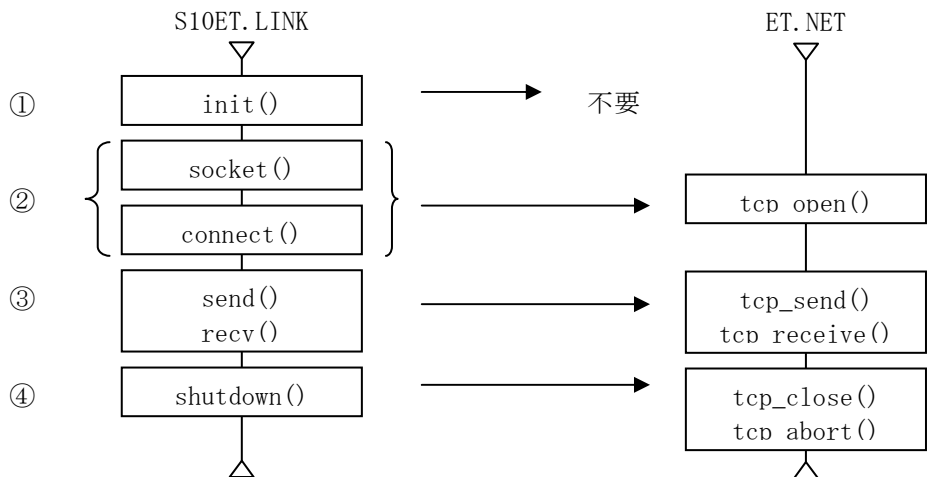 S10ET.LINK
ET.NET
① init() 不要
② socket()
connect()
tcp_open()
③ send()
recv()
tcp_send()
tcp_receive()
④ shutdown()
tcp_close()
tcp_abort()